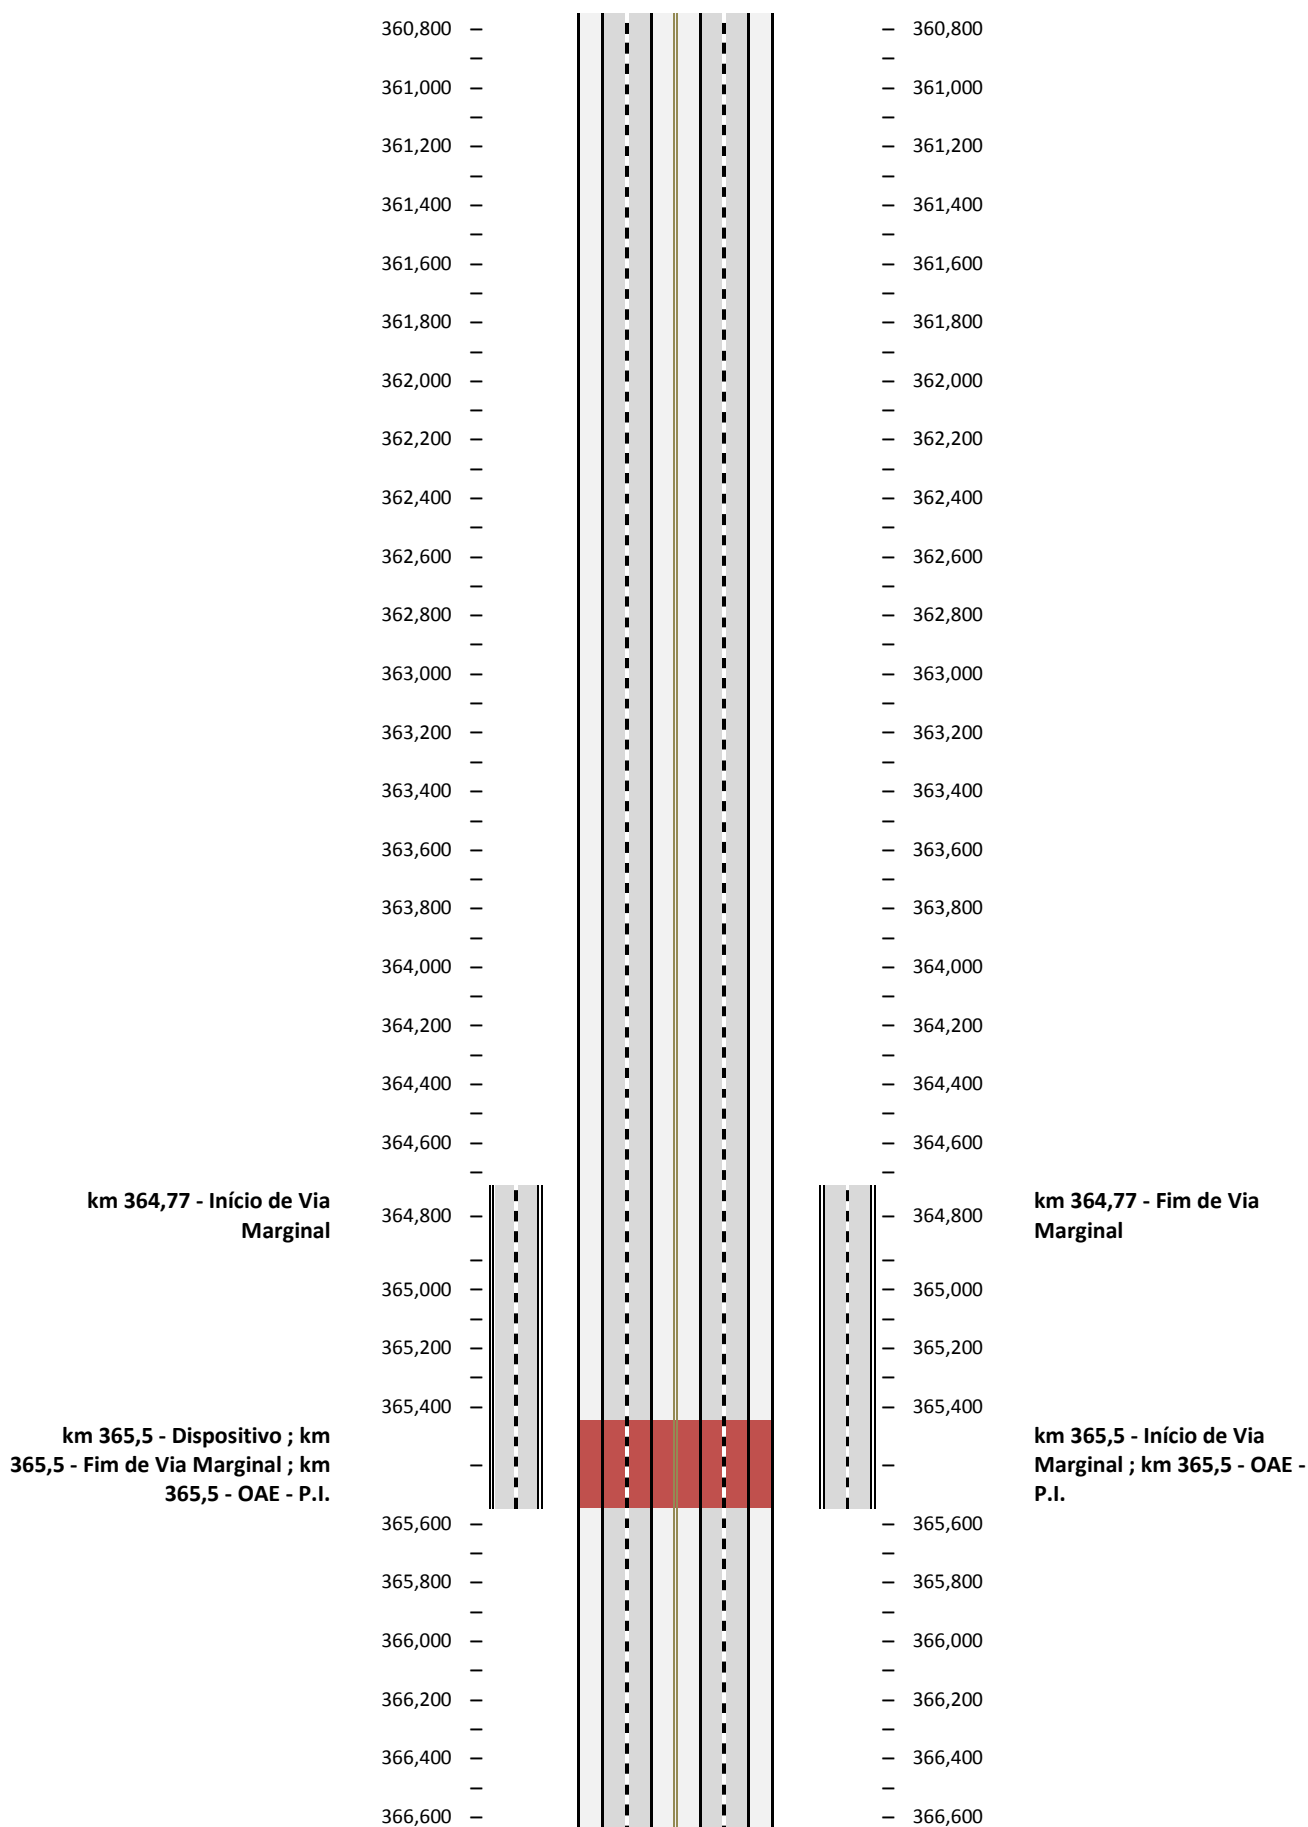 360,800 – – 360,800
– –
361,000 – – 361,000
– –
361,200 – – 361,200
– –
361,400 – – 361,400
– –
361,600 – – 361,600
– –
361,800 – – 361,800
– –
362,000 – – 362,000
– –
362,200 – – 362,200
– –
362,400 – – 362,400
– –
362,600 – – 362,600
– –
362,800 – – 362,800
– –
363,000 – – 363,000
– –
363,200 – – 363,200
– –
363,400 – – 363,400
– –
363,600 – – 363,600
– –
363,800 – – 363,800
– –
364,000 – – 364,000
– –
364,200 – – 364,200
– –
364,400 – – 364,400
– –
364,600 – – 364,600
– –
km 364,77 - Início de Via
Marginal
364,800 – – 364,800
km 364,77 - Fim de Via
Marginal
– –
365,000 – – 365,000
– –
365,200 – – 365,200
– –
365,400 – – 365,400
km 365,5 - Dispositivo ; km
365,5 - Fim de Via Marginal ; km
365,5 - OAE - P.I.
– –
km 365,5 - Início de Via
Marginal ; km 365,5 - OAE -
P.I.
365,600 – – 365,600
– –
365,800 – – 365,800
– –
366,000 – – 366,000
– –
366,200 – – 366,200
– –
366,400 – – 366,400
– –
366,600 – – 366,600